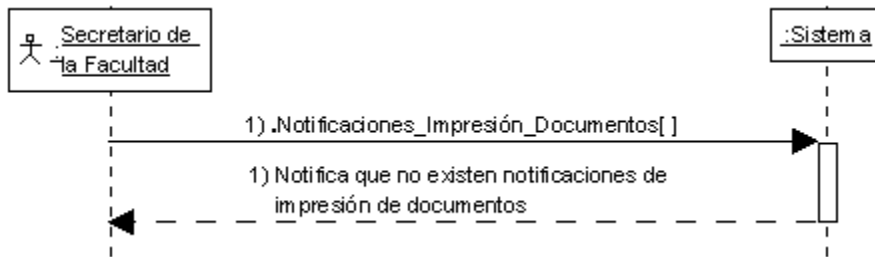 :Secretario de
la Facultad
:Sistema
1) .Notificaciones_Impresión_Documentos[ ]
1) Notifica que no existen notificaciones de
impresión de documentos